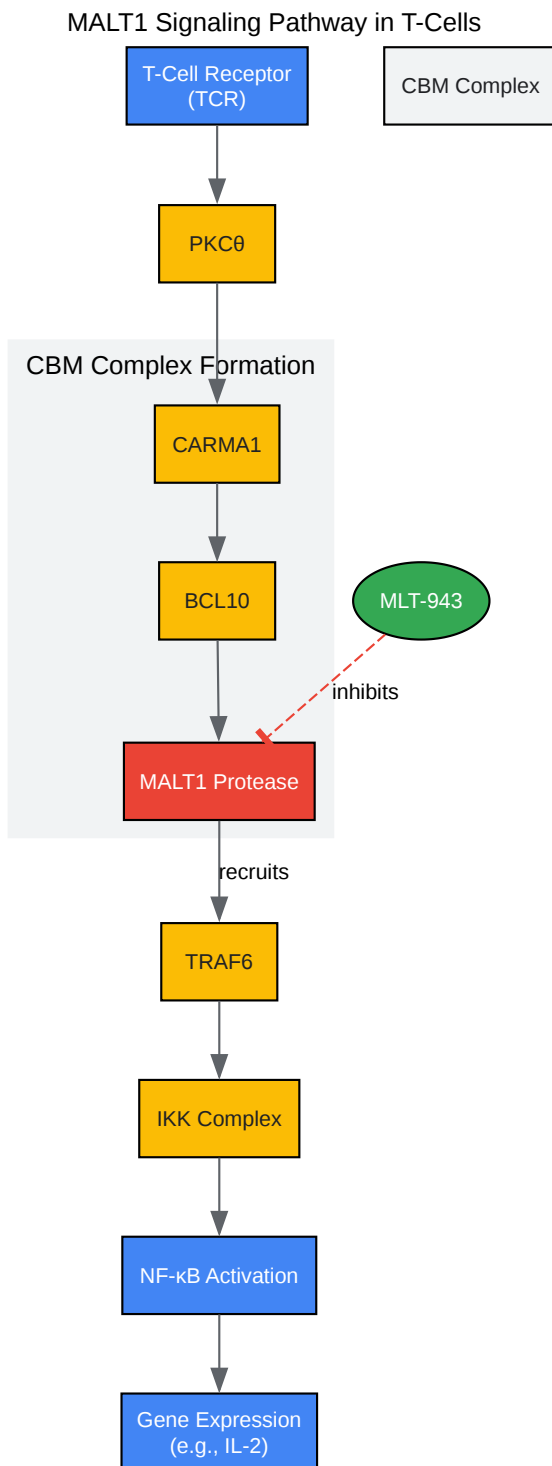 MALT1 Signaling Pathway in T-Cells
T-Cell Receptor
(TCR)
CBM Complex
PKCθ
CBM Complex Formation
CARMA1
BCL10
MLT-943
inhibits
MALT1 Protease
recruits
TRAF6
IKK Complex
NF-κB Activation
Gene Expression
(e.g., IL-2)